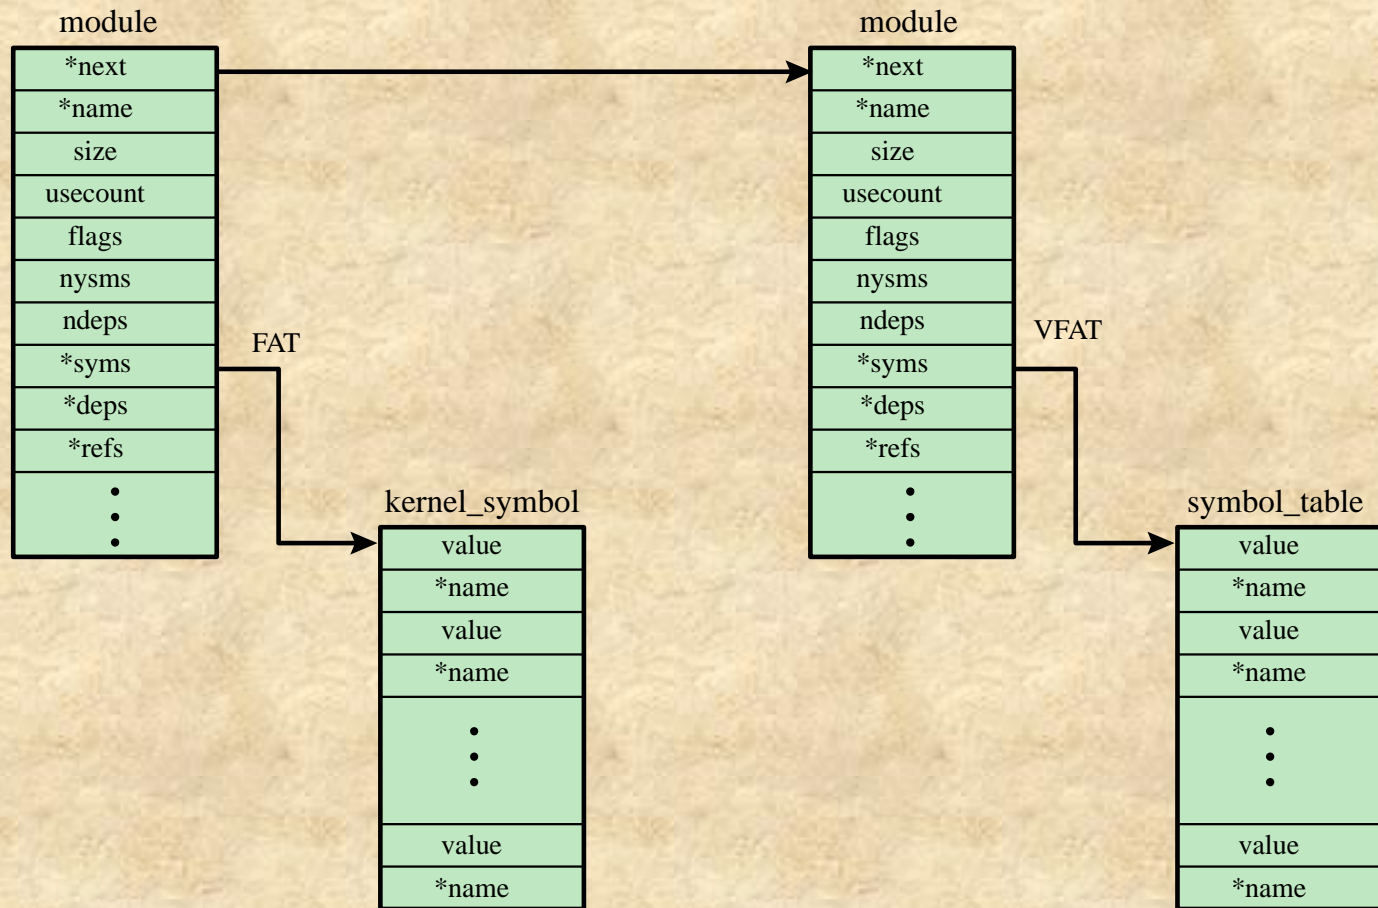 module
*next
*name
size
usecount
flags
nysms
ndeps
*syms
*deps
*refs
FAT
kernel_symbol
value
*name
value
*name
value
*name
module
*next
*name
size
usecount
flags
nysms
ndeps
*syms
*deps
*refs
VFAT
symbol_table
value
*name
value
*name
value
*name